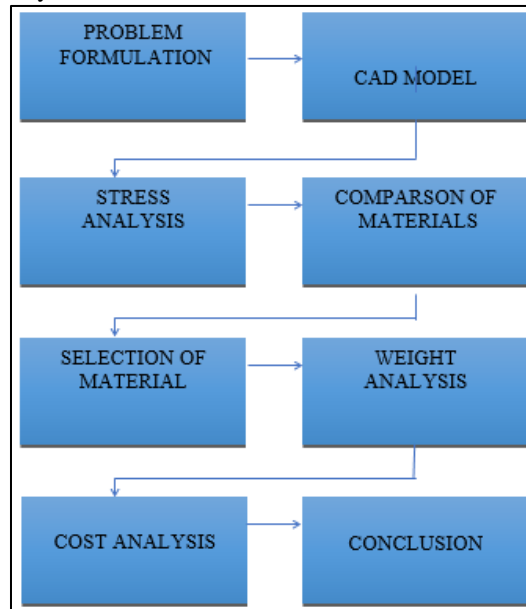 PROBLEM
FORMULATION
CAD MODEL
STRESS
ANALYSIS
COMPARSON OF
MATERIALS
SELECTION OF
MATERIAL
WEIGHT
ANALYSIS
COST ANALYSIS
CONCLUSION